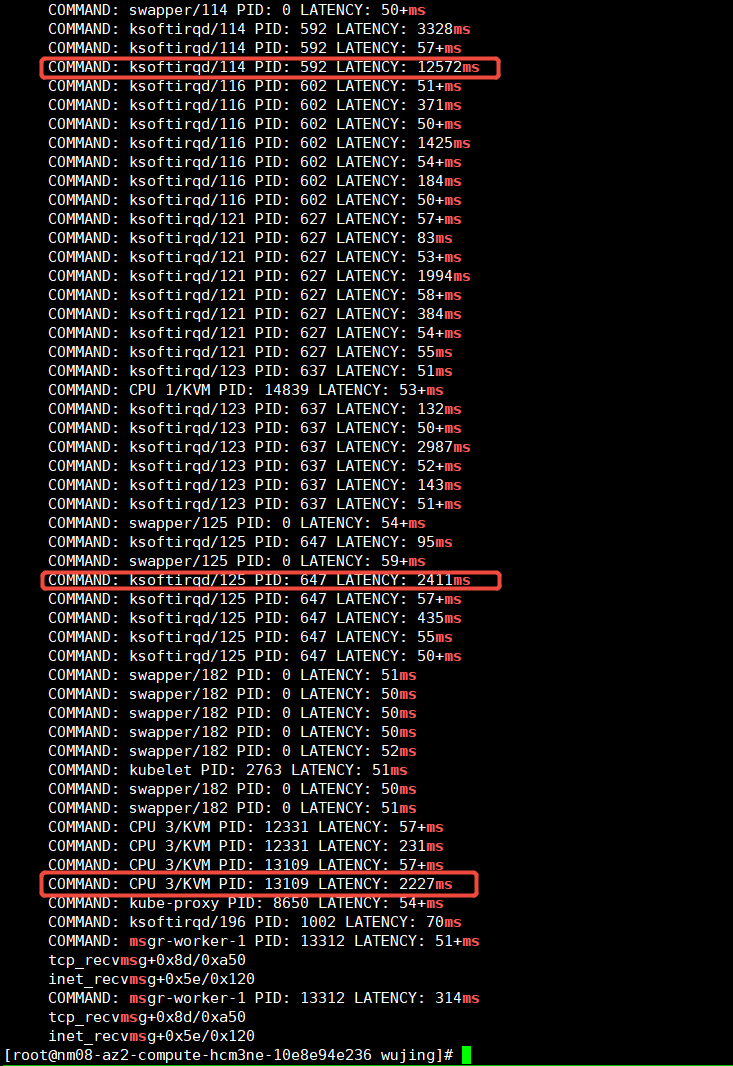 COMMAND: swapper/114 PID: 0 LATENCY: 50+ms
COMMAND: ksoftirqd/114 PID: 592 LATENCY: 3328ms
COMMAND: ksoftirqd/114 PID: 592 LATENCY: 57+ms
COMMAND: ksoftirqd/114 PID: 592 LATENCY: 12572ms
COMMAND: ksoftirqd/116 PID: 602 LATENCY: 51+ms
COMMAND: ksoftirqd/116 PID: 602 LATENCY: 371ms
COMMAND: ksoftirqd/116 PID: 602 LATENCY: 50+ms
COMMAND: ksoftirqd/116 PID: 602 LATENCY: 1425ms
COMMAND: ksoftirqd/116 PID: 602 LATENCY: 54+ms
COMMAND: ksoftirqd/116 PID: 602 LATENCY: 184ms
COMMAND: ksoftirqd/116 PID: 602 LATENCY: 50+ms
COMMAND: ksoftirqd/121 PID: 627 LATENCY: 57+ms
COMMAND: ksoftirqd/121 PID: 627 LATENCY: 83ms
COMMAND: ksoftirqd/121 PID: 627 LATENCY: 53+ms
COMMAND: ksoftirqd/121 PID: 627 LATENCY: 1994ms
COMMAND: ksoftirqd/121 PID: 627 LATENCY: 58+ms
COMMAND: ksoftirqd/121 PID: 627 LATENCY: 384ms
COMMAND: ksoftirqd/121 PID: 627 LATENCY: 54+ms
COMMAND: ksoftirqd/121 PID: 627 LATENCY: 55ms
COMMAND: ksoftirqd/123 PID: 637 LATENCY: 51ms
COMMAND: CPU 1/KVM PID: 14839 LATENCY: 53+ms
COMMAND: ksoftirqd/123 PID: 637 LATENCY: 132ms
COMMAND: ksoftirqd/123 PID: 637 LATENCY: 50+ms
COMMAND: ksoftirqd/123 PID: 637 LATENCY: 2987ms
COMMAND: ksoftirqd/123 PID: 637 LATENCY: 52+ms
COMMAND: ksoftirqd/123 PID: 637 LATENCY: 143ms
COMMAND: ksoftirqd/123 PID: 637 LATENCY: 51+ms
COMMAND: swapper/125 PID: 0 LATENCY: 54+ms
COMMAND: ksoftirqd/125 PID: 647 LATENCY: 95ms
COMMAND: swapper/125 PID: 0 LATENCY: 59+ms
COMMAND: ksoftirqd/125 PID: 647 LATENCY: 2411ms
COMMAND: ksoftirqd/125 PID: 647 LATENCY: 57+ms
COMMAND: ksoftirqd/125 PID: 647 LATENCY: 435ms
COMMAND: ksoftirqd/125 PID: 647 LATENCY: 55ms
COMMAND: ksoftirqd/125 PID: 647 LATENCY: 50+ms
COMMAND: swapper/182 PID: 0 LATENCY: 51ms
COMMAND: swapper/182 PID: 0 LATENCY: 50ms
COMMAND: swapper/182 PID: 0 LATENCY: 50ms
COMMAND: swapper/182 PID: 0 LATENCY: 50ms
COMMAND: swapper/182 PID: 0 LATENCY: 52ms
COMMAND: kubelet PID: 2763 LATENCY: 51ms
COMMAND: swapper/182 PID: 0 LATENCY: 50ms
COMMAND: swapper/182 PID: 0 LATENCY: 51ms
COMMAND: CPU 3/KVM PID: 12331 LATENCY: 57+ms
COMMAND: CPU 3/KVM PID: 12331 LATENCY: 231ms
COMMAND: CPU 3/KVM PID: 13109 LATENCY: 57+ms
COMMAND: CPU 3/KVM PID: 13109 LATENCY: 2227ms
COMMAND: kube-proxy PID: 8650 LATENCY: 54+ms
COMMAND: ksoftirqd/196 PID: 1002 LATENCY: 70ms
COMMAND: msgr-worker-1 PID: 13312 LATENCY: 51+ms
tcp_recvmsg+0x8d/0xa50
inet_recvmsg+0x5e/0x120
COMMAND: msgr-worker-1 PID: 13312 LATENCY: 314ms
tcp_recvmsg+0x8d/0xa50
inet_recvmsg+0x5e/0x120
[root@nm08-az2-compute-hcm3ne-10e8e94e236 wujing]#